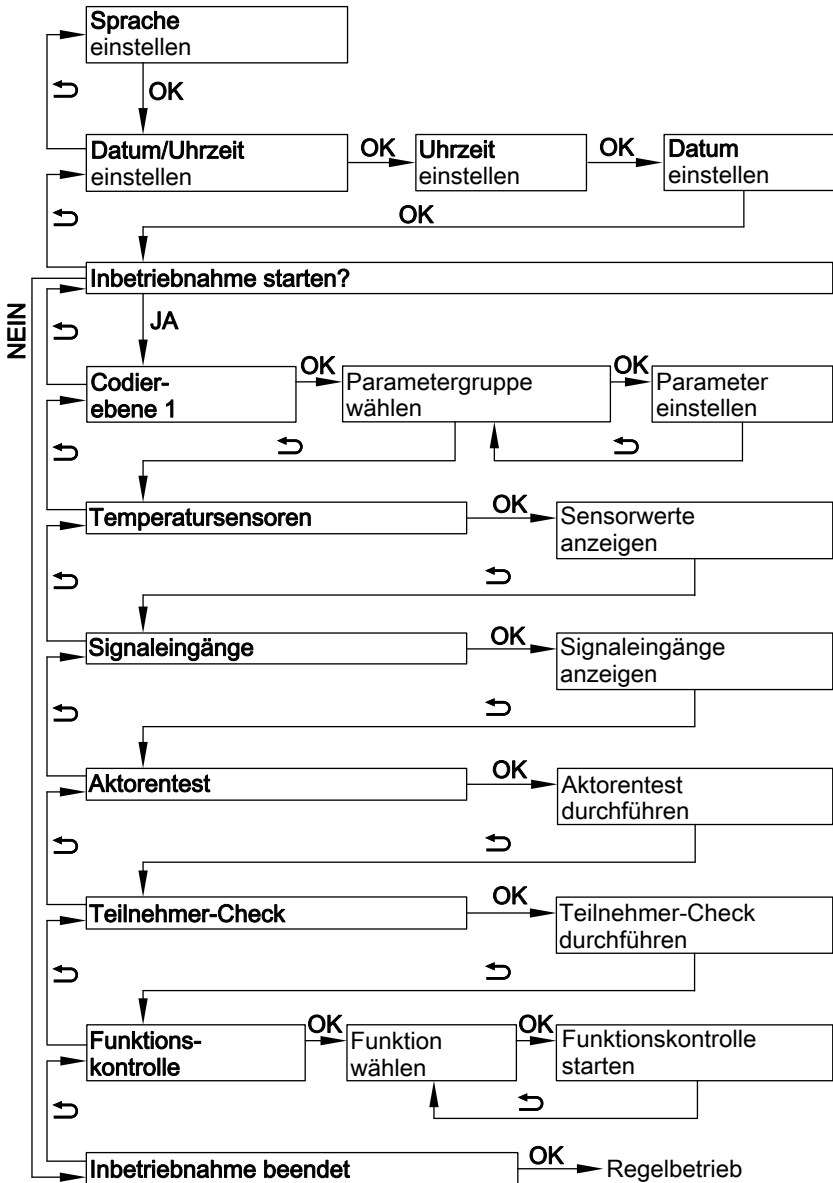 Sprache
einstellen
OK
Datum/Uhrzeit
einstellen
OK
Uhrzeit
einstellen
OK
Datum
einstellen
OK
Inbetriebnahme starten?
NEIN
JA
Codier-
ebene 1
OK
Parametergruppe
wählen
OK
Parameter
einstellen
Temperatursensoren
OK
Sensorwerte
anzeigen
Signaleingänge
OK
Signaleingänge
anzeigen
Aktorentest
OK
Aktorentest
durchführen
Teilnehmer-Check
OK
Teilnehmer-Check
durchführen
Funktions-
kontrolle
OK
Funktion
wählen
OK
Funktionskontrolle
starten
Inbetriebnahme beendet
OK
Regelbetrieb